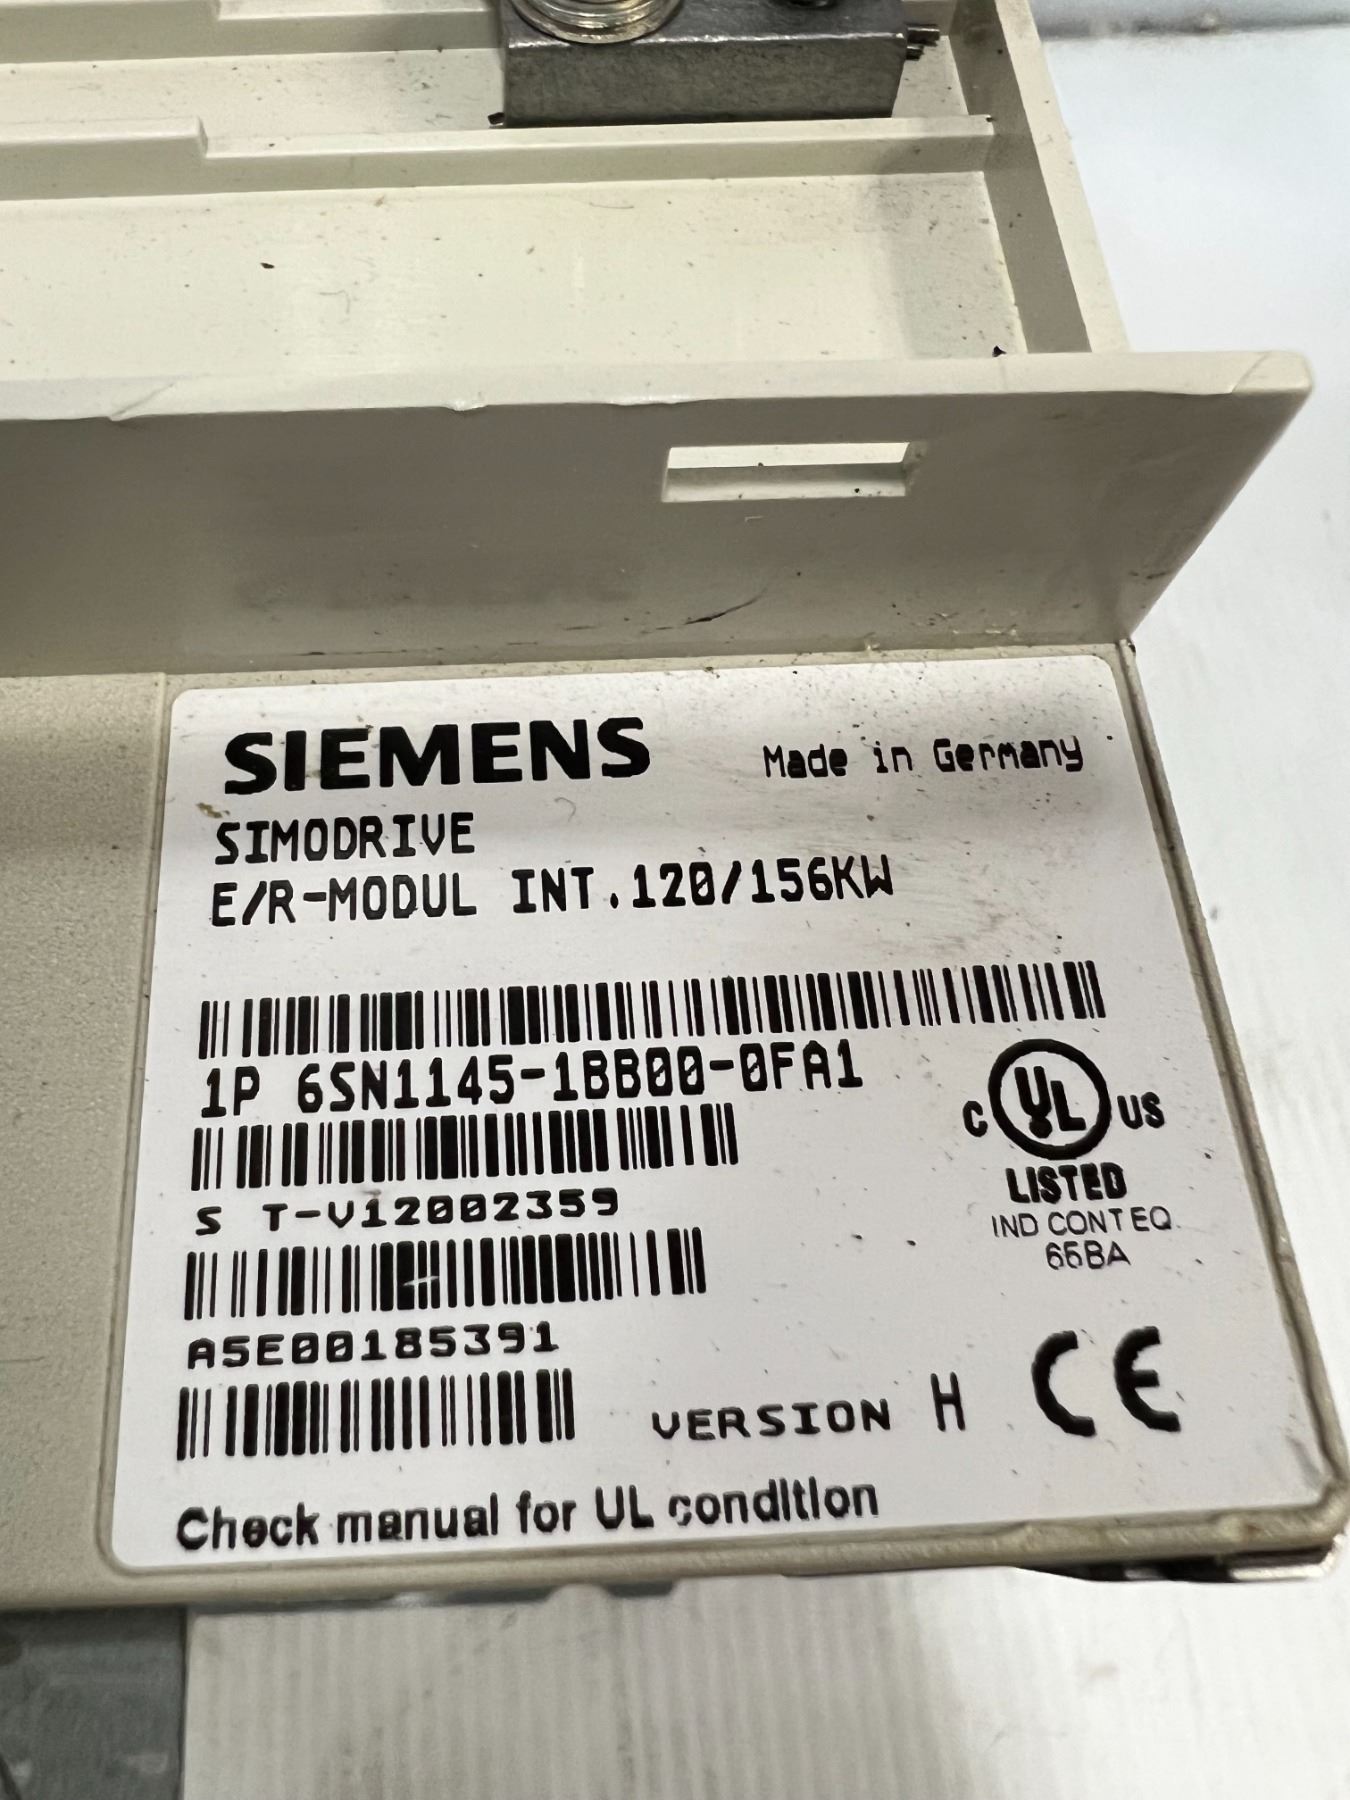 SIEMENS Made in Germany
SIMODRIVE
E/R-MODUL INT.120/156KW
1P 6SN1145-1BB00-0FA1
C UL US
LISTED
IND CONT EQ.
66BA
S T-V12002359
A5E00185391
VERSION H CE
Check manual for UL condition